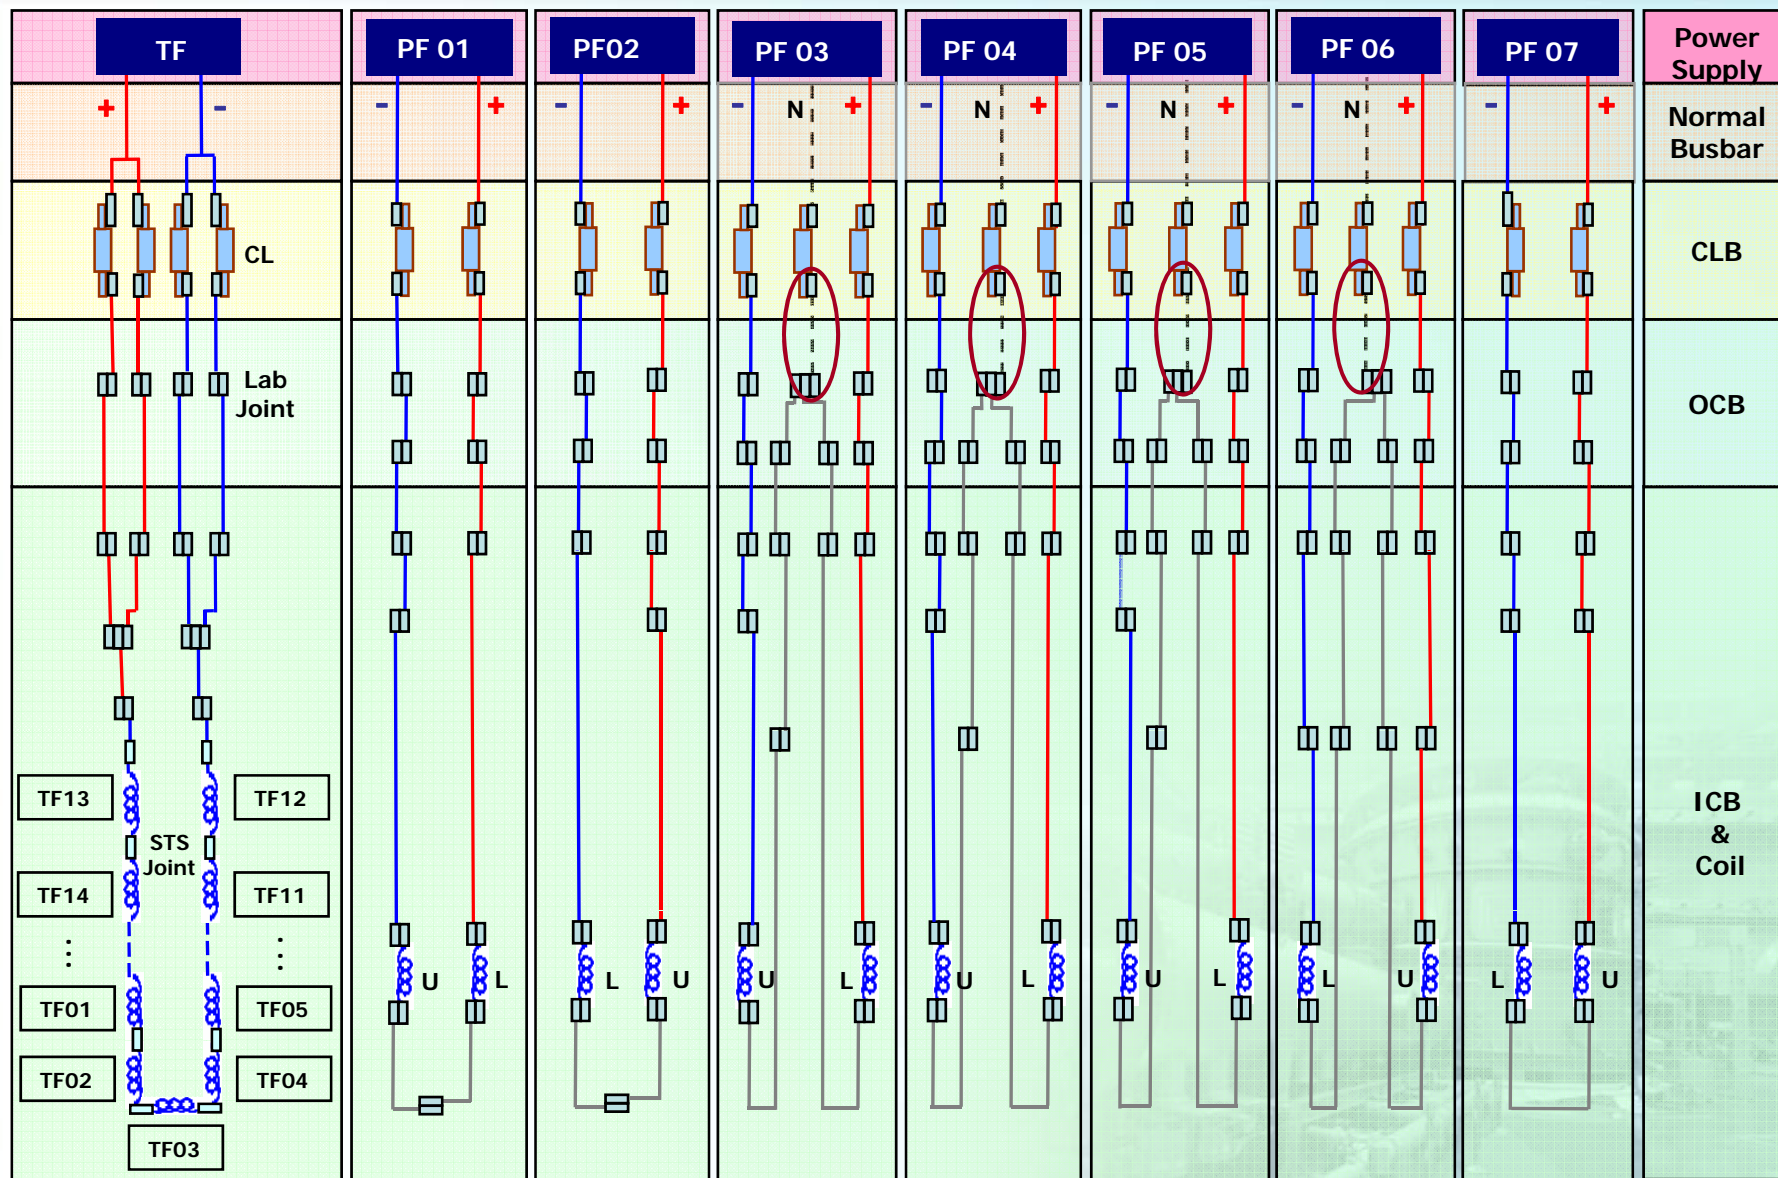 TF
PF 01
PF02
PF 03
PF 04
PF 05
PF 06
PF 07
Power
Supply
+
-
-
+
-
+
-
N
+
-
N
+
-
N
+
-
N
+
-
+
Normal
Busbar
CL
CLB
Lab
Joint
OCB
TF13
TF12
STS
Joint
TF14
TF11
⋮
⋮
TF01
TF05
TF02
TF04
TF03
U
L
L
U
U
L
U
L
U
L
L
U
L
U
ICB
&
Coil